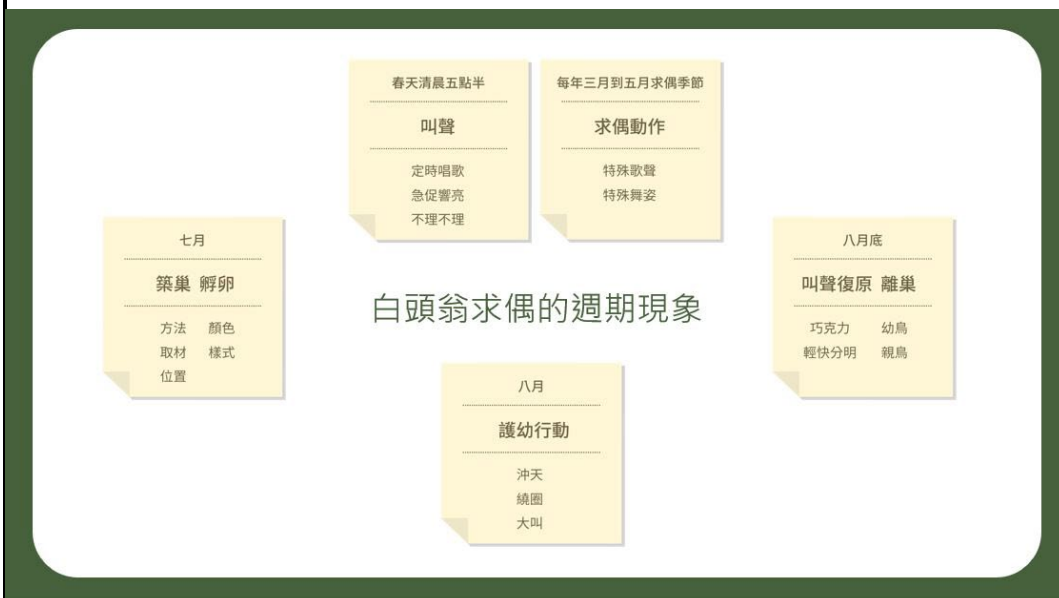 春天清晨五點半
叫聲
定時唱歌
急促響亮
不理不理
每年三月到五月求偶季節
求偶動作
特殊歌聲
特殊舞姿
七月
築巢 孵卵
方法 顏色
取材 樣式
位置
白頭翁求偶的週期現象
八月底
叫聲復原 離巢
巧克力 幼鳥
輕快分明 親鳥
八月
護幼行動
沖天
繞圈
大叫